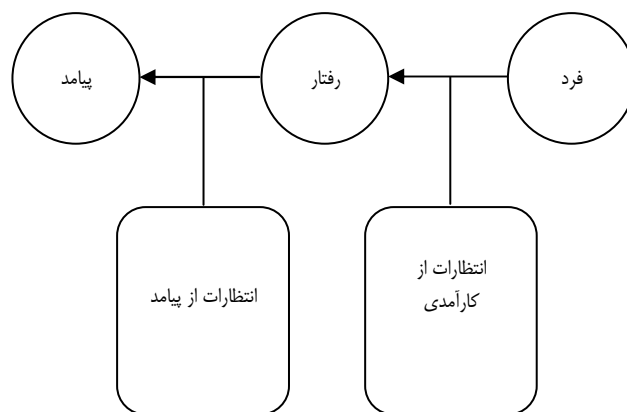 فرد
رفتار
پیامد
انتظارات از
کارآمدی
انتظارات از پیامد